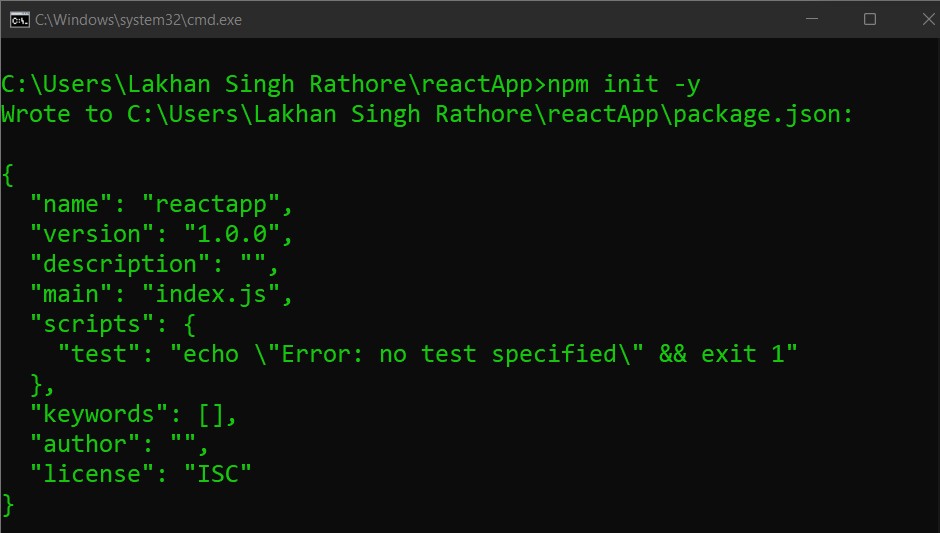 C:\Windows\system32\cmd.exe
C:\Users\Lakhan Singh Rathore\reactApp>npm init -y
Wrote to C:\Users\Lakhan Singh Rathore\reactApp\package.json:
{
  "name": "reactapp",
  "version": "1.0.0",
  "description": "",
  "main": "index.js",
  "scripts": {
    "test": "echo \"Error: no test specified\" && exit 1"
  },
  "keywords": [],
  "author": "",
  "license": "ISC"
}